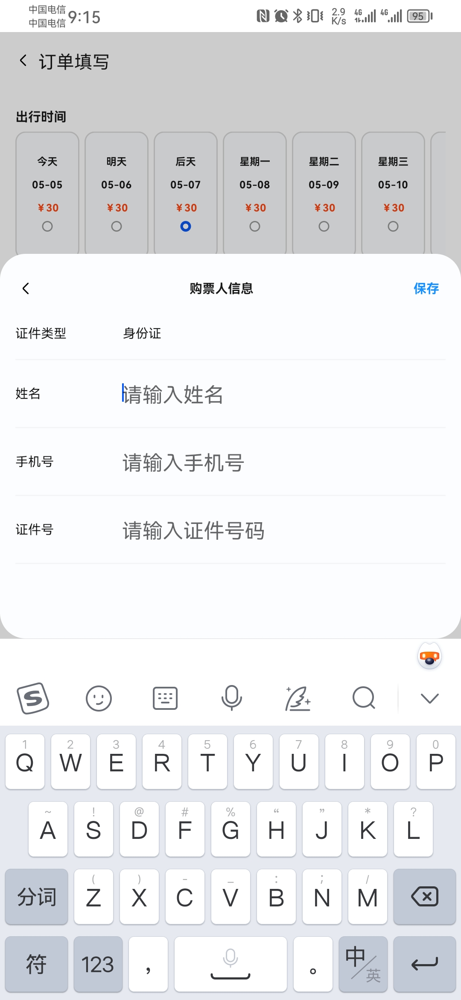 中国电信
中国电信
9:15
2.9
K/s
4G
4G
95
订单填写
出行时间
今天 明天 后天 星期一 星期二 星期三
05-05 05-06 05-07 05-08 05-09 05-10
¥30 ¥30 ¥30 ¥30 ¥30 ¥30
购票人信息 保存
证件类型 身份证
姓名 请输入姓名
手机号 请输入手机号
证件号 请输入证件号码
S
1 2 3 4 5 6 7 8 9 0
Q W E R T Y U I O P
~ ! @ # % “ ” * ?
A S D F G H J K L
( ) - _ : ; /
分词 Z X C V B N M
符 123 , 。 中/英